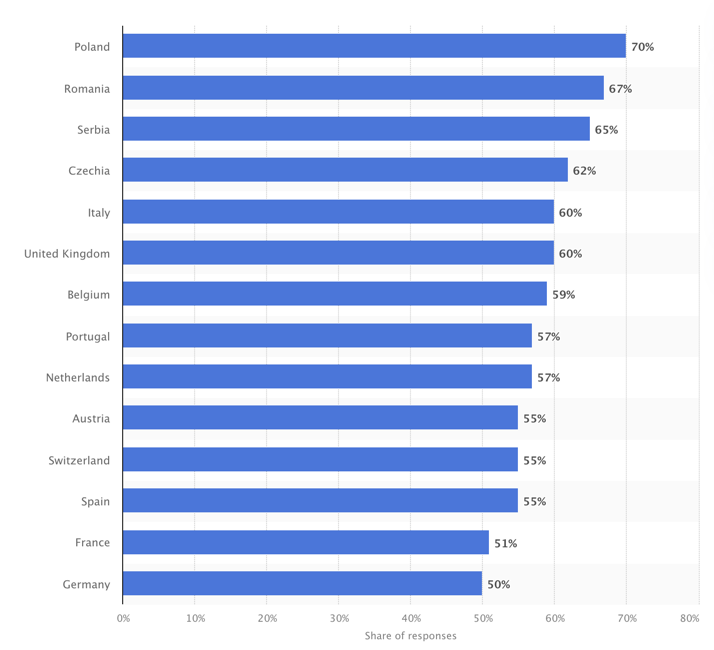 Poland 70%
Romania 67%
Serbia 65%
Czechia 62%
Italy 60%
United Kingdom 60%
Belgium 59%
Portugal 57%
Netherlands 57%
Austria 55%
Switzerland 55%
Spain 55%
France 51%
Germany 50%
0% 10% 20% 30% 40% 50% 60% 70% 80%
Share of responses